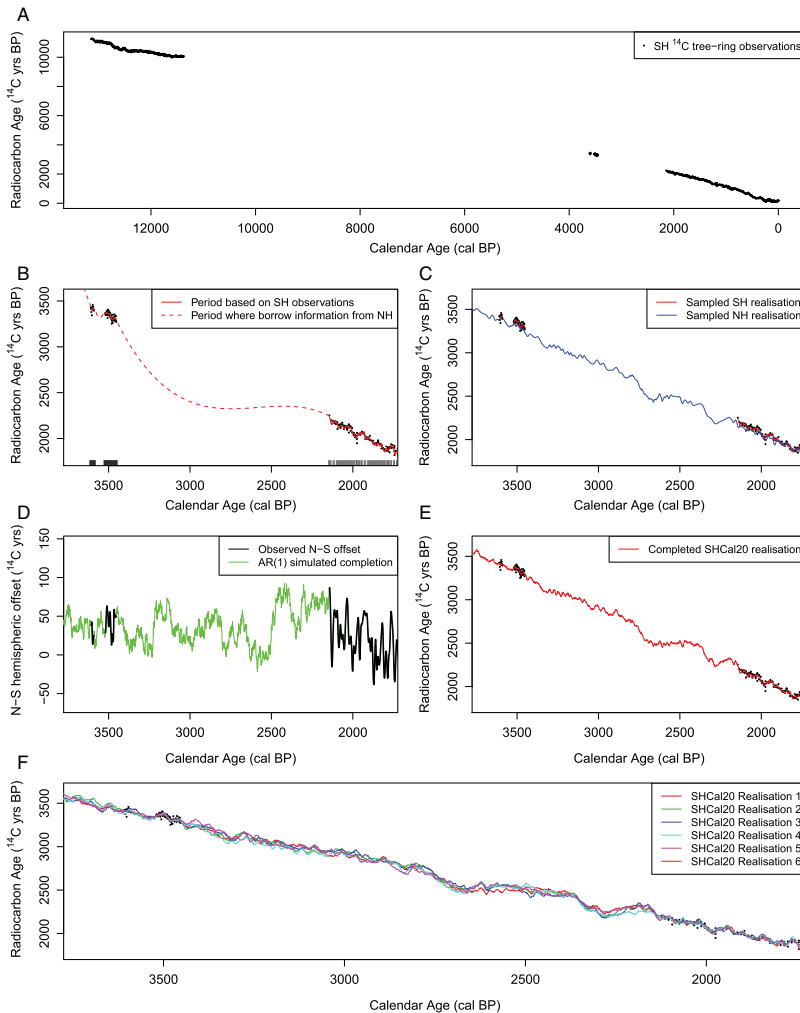 A
Radiocarbon Age (¹⁴C yrs BP)
0
2000
6000
10000
SH ¹⁴C tree−ring observations
12000 10000 8000 6000 4000 2000 0
Calendar Age (cal BP)
B
Radiocarbon Age (¹⁴C yrs BP)
2000
2500
3000
3500
Period based on SH observations
Period where borrow information from NH
3500 3000 2500 2000
Calendar Age (cal BP)
C
Radiocarbon Age (¹⁴C yrs BP)
2000
2500
3000
3500
Sampled SH realisation
Sampled NH realisation
3500 3000 2500 2000
Calendar Age (cal BP)
D
N−S hemispheric offset (¹⁴C yrs)
−50
0
50
100
150
Observed N−S offset
AR(1) simulated completion
3500 3000 2500 2000
Calendar Age (cal BP)
E
Radiocarbon Age (¹⁴C yrs BP)
2000
2500
3000
3500
Completed SHCal20 realisation
3500 3000 2500 2000
Calendar Age (cal BP)
F
Radiocarbon Age (¹⁴C yrs BP)
2000
2500
3000
3500
SHCal20 Realisation 1
SHCal20 Realisation 2
SHCal20 Realisation 3
SHCal20 Realisation 4
SHCal20 Realisation 5
SHCal20 Realisation 6
3500 3000 2500 2000
Calendar Age (cal BP)